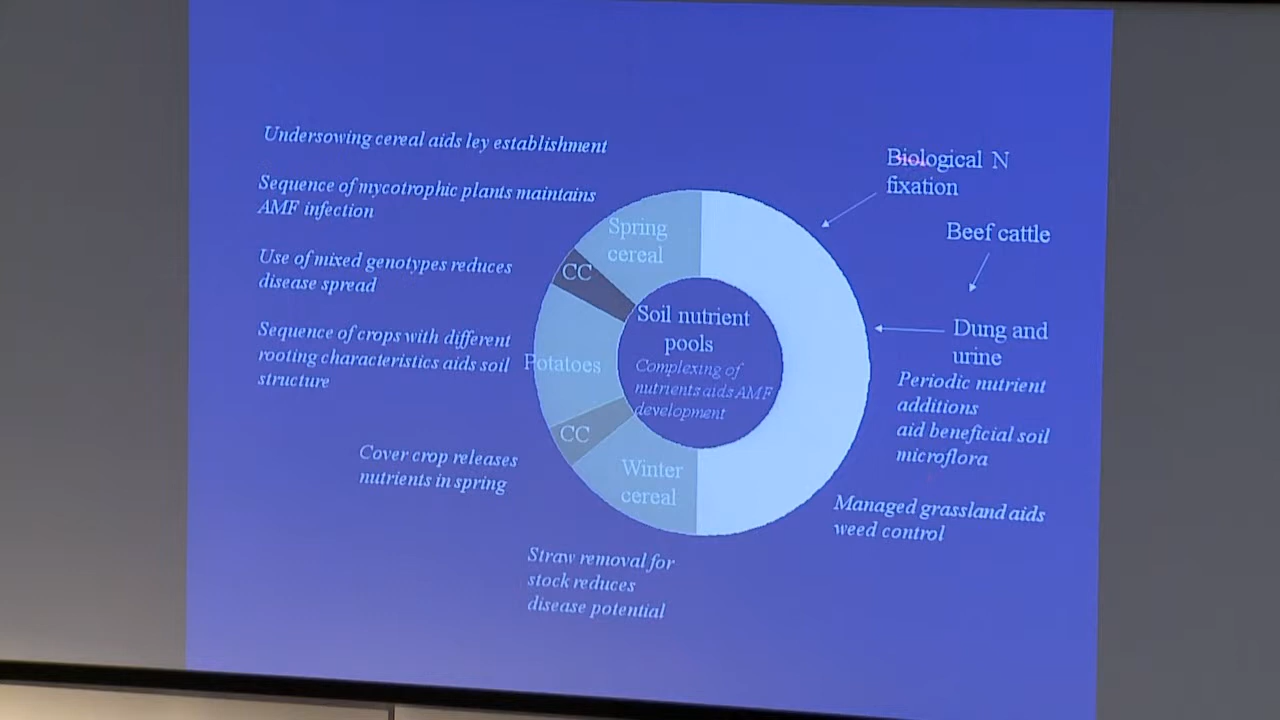 Undersowing cereal aids ley establishment
Sequence of mycotrophic plants maintains
AMF infection
Use of mixed genotypes reduces
disease spread
Sequence of crops with different
rooting characteristics aids soil
structure
Cover crop releases
nutrients in spring
Straw removal for
stock reduces
disease potential
Spring
cereal
CC
Potatoes
CC
Winter
cereal
Soil nutrient
pools
Complexing of
nutrients aids AMF
development
Biological N
fixation
Beef cattle
Dung and
urine
Periodic nutrient
additions
aid beneficial soil
microflora
Managed grassland aids
weed control